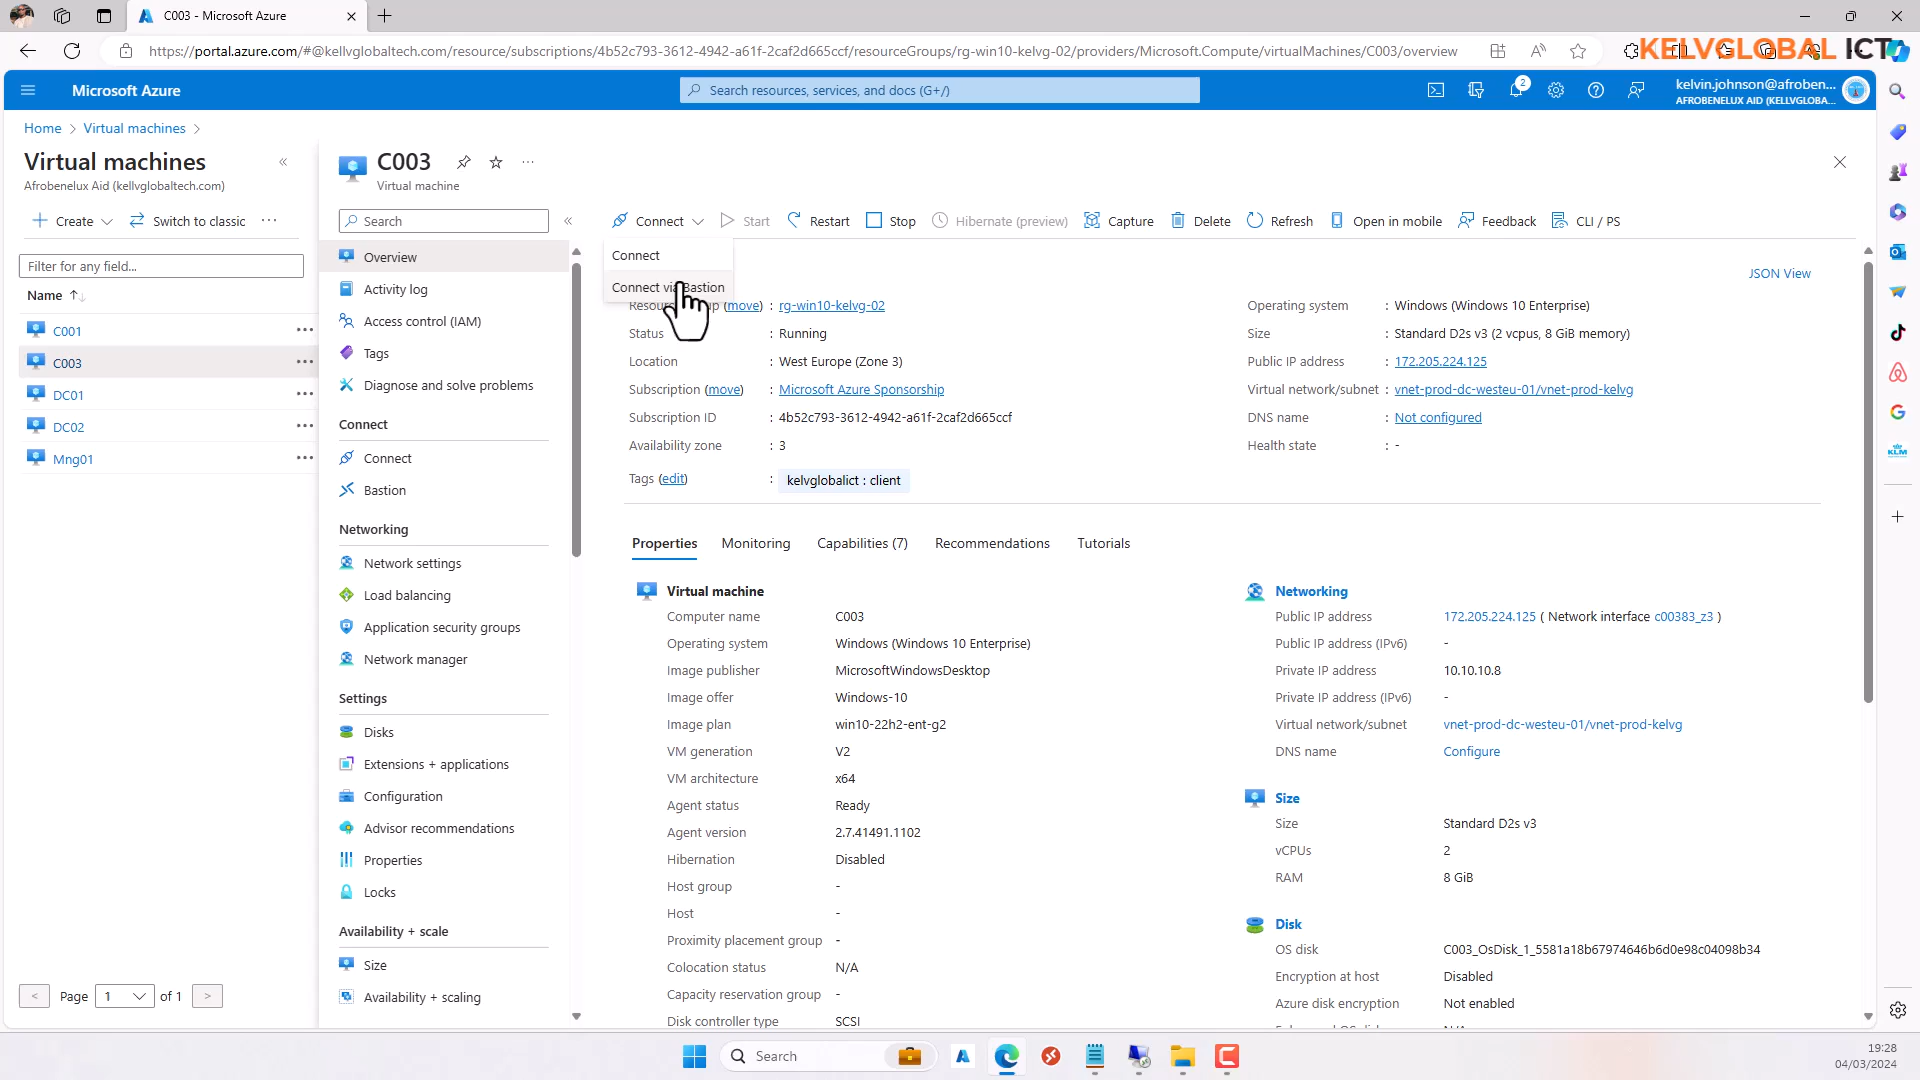 C003 - Microsoft Azure
https://portal.azure.com/#@kellvglobaltech.com/resource/subscriptions/4b52c793-3612-4942-a61f-2caf2d665ccf/resourceGroups/rg-win10-kelvg-02/providers/Microsoft.Compute/virtualMachines/C003/overview
KELVGLOBAL ICT
Microsoft Azure
Search resources, services, and docs (G+/)
2
kelvin.johnson@afroben...
AFROBENELUX AID (KELLVGLOBA...
Home > Virtual machines >
Virtual machines
Afrobenelux Aid (kellvglobaltech.com)
Create
Switch to classic
Filter for any field...
Name
C001
C003
DC01
DC02
Mng01
< Page 1 of 1 >
C003
Virtual machine
Search
Overview
Activity log
Access control (IAM)
Tags
Diagnose and solve problems
Connect
Connect
Bastion
Networking
Network settings
Load balancing
Application security groups
Network manager
Settings
Disks
Extensions + applications
Configuration
Advisor recommendations
Properties
Locks
Availability + scale
Size
Availability + scaling
Connect
Start
Restart
Stop
Hibernate (preview)
Capture
Delete
Refresh
Open in mobile
Feedback
CLI / PS
Connect
Connect via Bastion
JSON View
(move) : rg-win10-kelvg-02
Status : Running
Location : West Europe (Zone 3)
Subscription (move) : Microsoft Azure Sponsorship
Subscription ID : 4b52c793-3612-4942-a61f-2caf2d665ccf
Availability zone : 3
Operating system : Windows (Windows 10 Enterprise)
Size : Standard D2s v3 (2 vcpus, 8 GiB memory)
Public IP address : 172.205.224.125
Virtual network/subnet : vnet-prod-dc-westeu-01/vnet-prod-kelvg
DNS name : Not configured
Health state : -
Tags (edit) : kelvglobalict : client
Properties
Monitoring
Capabilities (7)
Recommendations
Tutorials
Virtual machine
Computer name C003
Operating system Windows (Windows 10 Enterprise)
Image publisher MicrosoftWindowsDesktop
Image offer Windows-10
Image plan win10-22h2-ent-g2
VM generation V2
VM architecture x64
Agent status Ready
Agent version 2.7.41491.1102
Hibernation Disabled
Host group -
Host -
Proximity placement group -
Colocation status N/A
Capacity reservation group -
Disk controller type SCSI
Networking
Public IP address 172.205.224.125 ( Network interface c00383_z3 )
Public IP address (IPv6) -
Private IP address 10.10.10.8
Private IP address (IPv6) -
Virtual network/subnet vnet-prod-dc-westeu-01/vnet-prod-kelvg
DNS name Configure
Size
Size Standard D2s v3
vCPUs 2
RAM 8 GiB
Disk
OS disk C003_OsDisk_1_5581a18b67974646b6d0e98c04098b34
Encryption at host Disabled
Azure disk encryption Not enabled
KLM
Search
19:28
04/03/2024